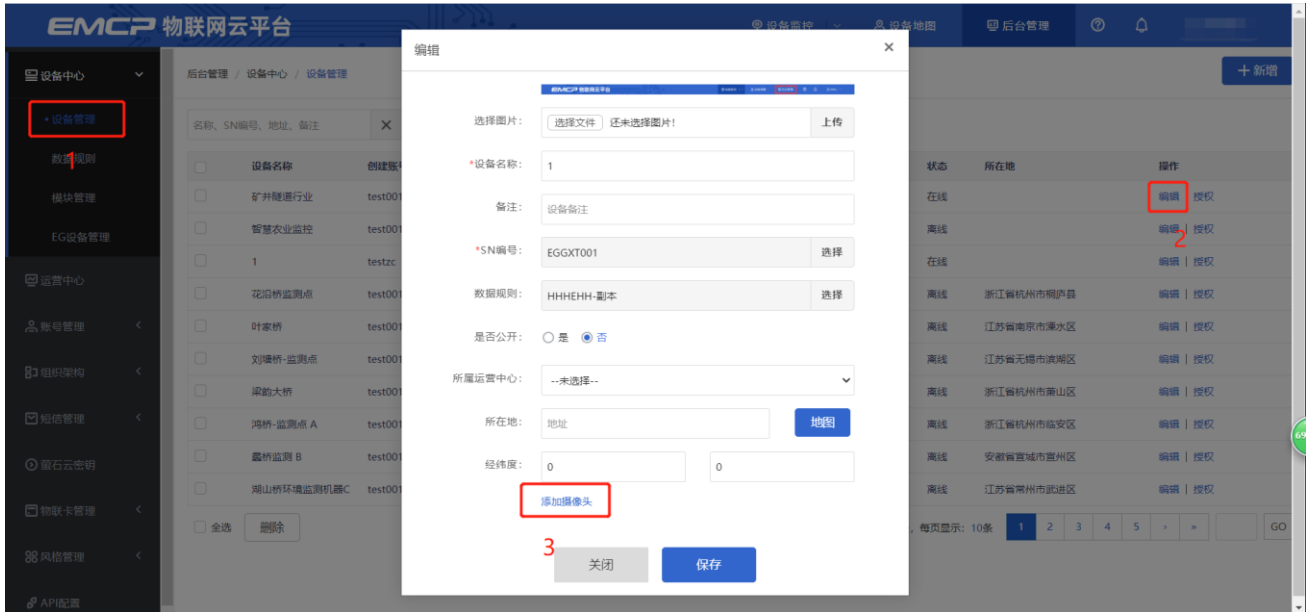 EMCP 物联网云平台
设备监控
设备地图
后台管理
设备中心
设备管理
1
数据规则
模块管理
EG设备管理
运营中心
账号管理
组织架构
短信管理
萤石云密钥
物联卡管理
风格管理
API配置
后台管理 / 设备中心 / 设备管理
+ 新增
名称、SN编号、地址、备注 ×
设备名称 创建账 状态 所在地 操作
矿井隧道行业 test001 在线 编辑 授权
2
智慧农业监控 test001 离线 编辑 | 授权
1 testzc 在线 编辑 | 授权
花沿桥监测点 test001 离线 浙江省杭州市桐庐县 编辑 | 授权
叶家桥 test001 离线 江苏省南京市溧水区 编辑 | 授权
刘塘桥-监测点 test001 离线 江苏省无锡市滨湖区 编辑 | 授权
梁韵大桥 test001 离线 浙江省杭州市萧山区 编辑 | 授权
鸿桥-监测点 A test001 离线 浙江省杭州市临安区 编辑 | 授权
蠡桥监测 B test001 离线 安徽省宣城市宣州区 编辑 | 授权
湖山桥环境监测机器C test001 离线 江苏省常州市武进区 编辑 | 授权
全选 删除
, 每页显示: 10条 1 2 3 4 5 › » GO
编辑 ×
EMCP 物联网云平台
选择图片: 选择文件 还未选择图片! 上传
*设备名称: 1
备注: 设备备注
*SN编号: EGGXT001 选择
数据规则: HHHEHH-副本 选择
是否公开: 是 否
所属运营中心: --未选择--
所在地: 地址 地图
经纬度: 0 0
添加摄像头
3
关闭 保存
69